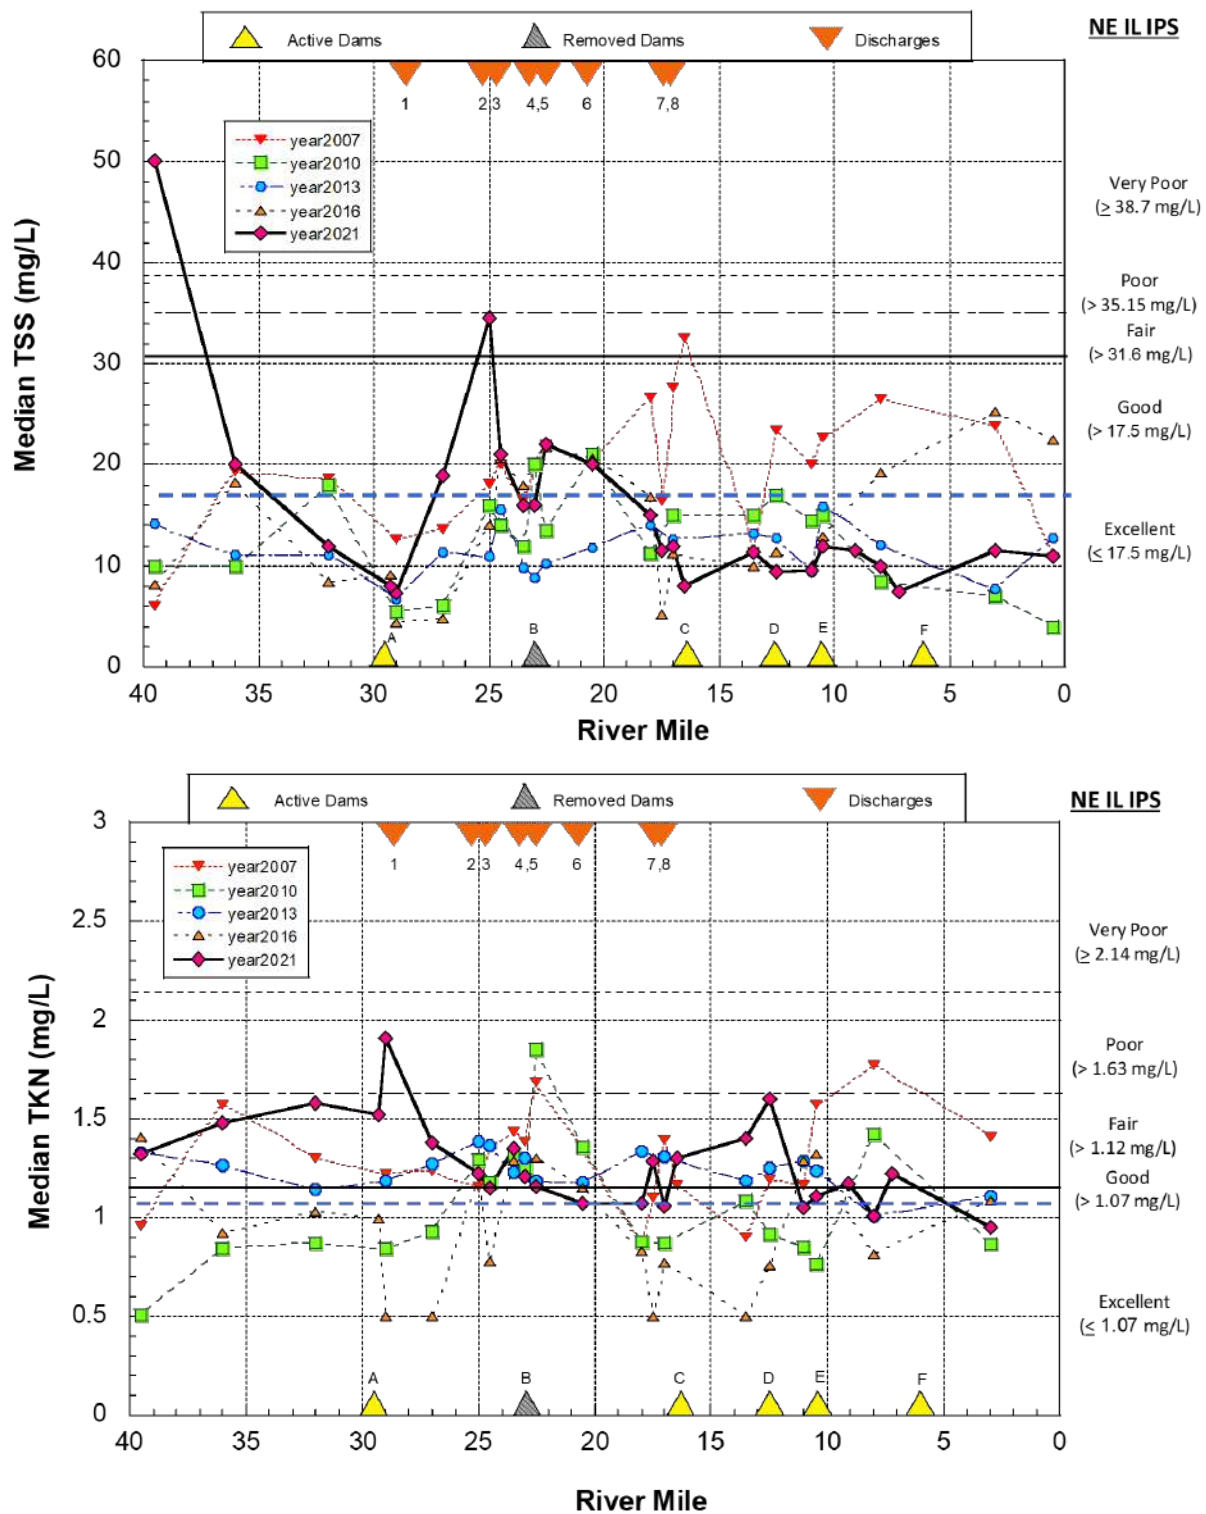 NE IL IPS
Active Dams Removed Dams Discharges
60
50
40
30
20
10
0
Median TSS (mg/L)
1 2 3 4,5 6 7,8
year2007
year2010
year2013
year2016
year2021
Very Poor
(≥ 38.7 mg/L)
Poor
(> 35.15 mg/L)
Fair
(> 31.6 mg/L)
Good
(> 17.5 mg/L)
Excellent
(≤ 17.5 mg/L)
A B C D E F
40 35 30 25 20 15 10 5 0
River Mile
NE IL IPS
Active Dams Removed Dams Discharges
3
2.5
2
1.5
1
0.5
0
Median TKN (mg/L)
1 2 3 4,5 6 7,8
year2007
year2010
year2013
year2016
year2021
Very Poor
(≥ 2.14 mg/L)
Poor
(> 1.63 mg/L)
Fair
(> 1.12 mg/L)
Good
(> 1.07 mg/L)
Excellent
(≤ 1.07 mg/L)
A B C D E F
40 35 30 25 20 15 10 5 0
River Mile